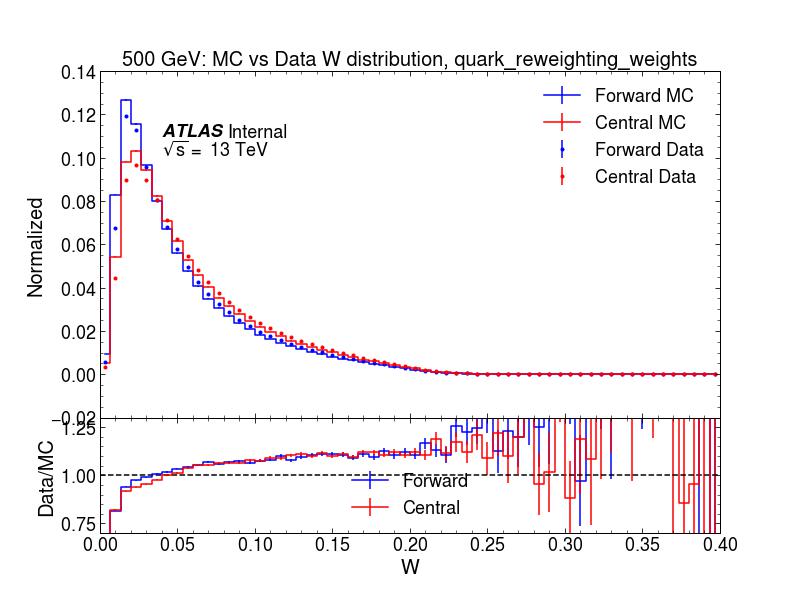 500 GeV: MC vs Data W distribution, quark_reweighting_weights
0.14
0.12
0.10
0.08
0.06
0.04
0.02
0.00
−0.02
Normalized
ATLAS Internal
√s = 13 TeV
Forward MC
Central MC
Forward Data
Central Data
1.25
1.00
0.75
Data/MC
Forward
Central
0.00 0.05 0.10 0.15 0.20 0.25 0.30 0.35 0.40
W